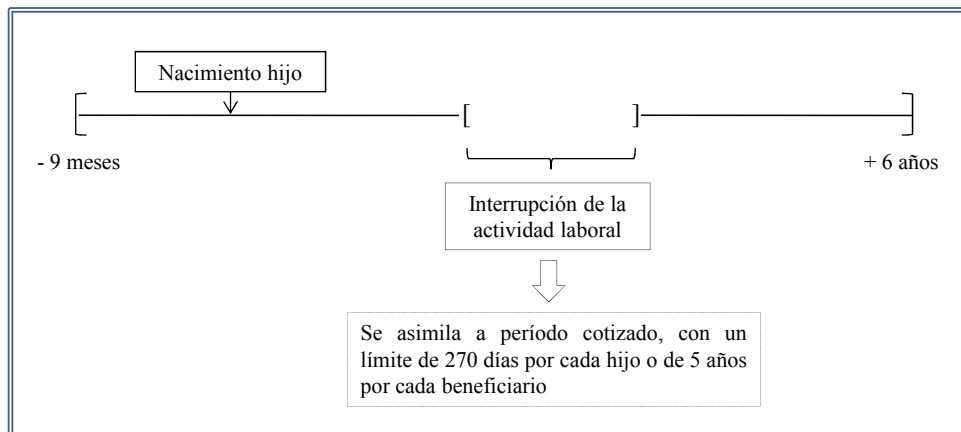 Nacimiento hijo
[ ]
- 9 meses
+ 6 años
Interrupción de la
actividad laboral
Se asimila a período cotizado, con un
límite de 270 días por cada hijo o de 5 años
por cada beneficiario